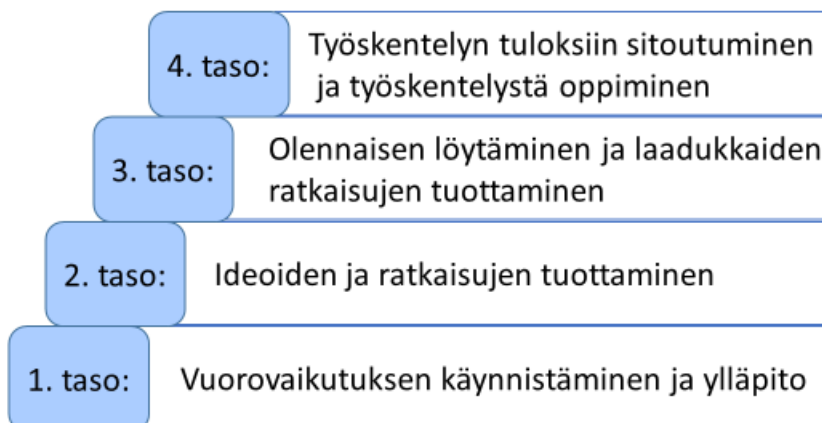 4. taso:
Työskentelyn tuloksiin sitoutuminen
ja työskentelystä oppiminen
3. taso:
Olennaisen löytäminen ja laadukkaiden
ratkaisujen tuottaminen
2. taso:
Ideoiden ja ratkaisujen tuottaminen
1. taso:
Vuorovaikutuksen käynnistäminen ja ylläpito